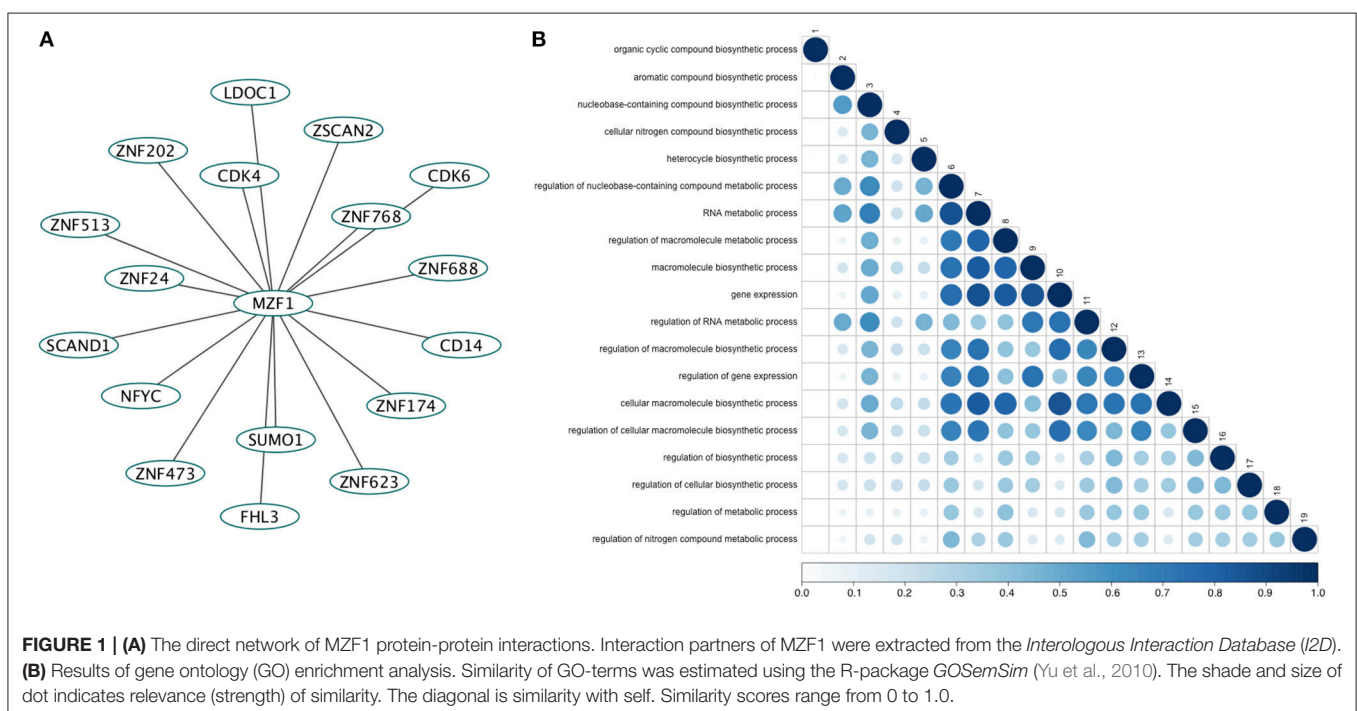 A
LDOC1
ZSCAN2
ZNF202
CDK4
CDK6
ZNF768
ZNF513
ZNF24
ZNF688
MZF1
SCAND1
CD14
NFYC
ZNF174
SUMO1
ZNF473
ZNF623
FHL3
B
organic cyclic compound biosynthetic process
aromatic compound biosynthetic process
nucleobase-containing compound biosynthetic process
cellular nitrogen compound biosynthetic process
heterocycle biosynthetic process
regulation of nucleobase-containing compound metabolic process
RNA metabolic process
regulation of macromolecule metabolic process
macromolecule biosynthetic process
gene expression
regulation of RNA metabolic process
regulation of macromolecule biosynthetic process
regulation of gene expression
cellular macromolecule biosynthetic process
regulation of cellular macromolecule biosynthetic process
regulation of biosynthetic process
regulation of cellular biosynthetic process
regulation of metabolic process
regulation of nitrogen compound metabolic process
1
2
3
4
5
6
7
8
9
10
11
12
13
14
15
16
17
18
19
0.0 0.1 0.2 0.3 0.4 0.5 0.6 0.7 0.8 0.9 1.0
FIGURE 1 | (A) The direct network of MZF1 protein-protein interactions. Interaction partners of MZF1 were extracted from the Interologous Interaction Database (I2D).
(B) Results of gene ontology (GO) enrichment analysis. Similarity of GO-terms was estimated using the R-package GOSemSim (Yu et al., 2010). The shade and size of
dot indicates relevance (strength) of similarity. The diagonal is similarity with self. Similarity scores range from 0 to 1.0.